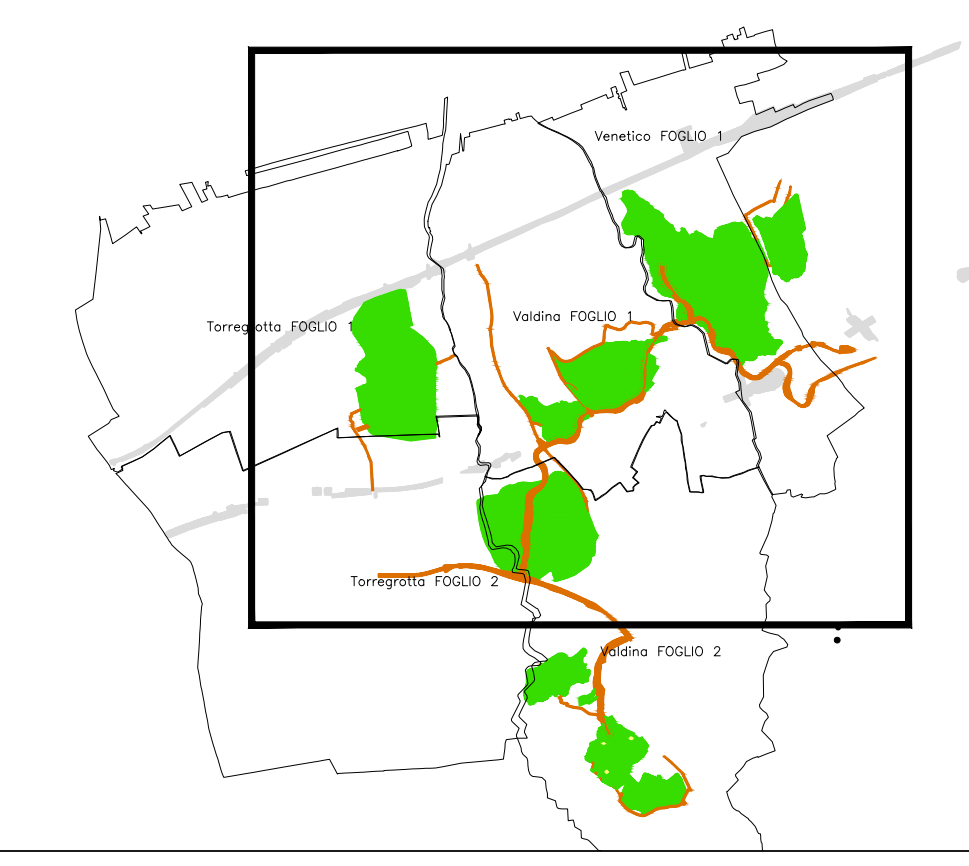 Venetico FOGLIO 1
Valdina FOGLIO 1
Torregrotta FOGLIO 1
Torregrotta FOGLIO 2
Valdina FOGLIO 2